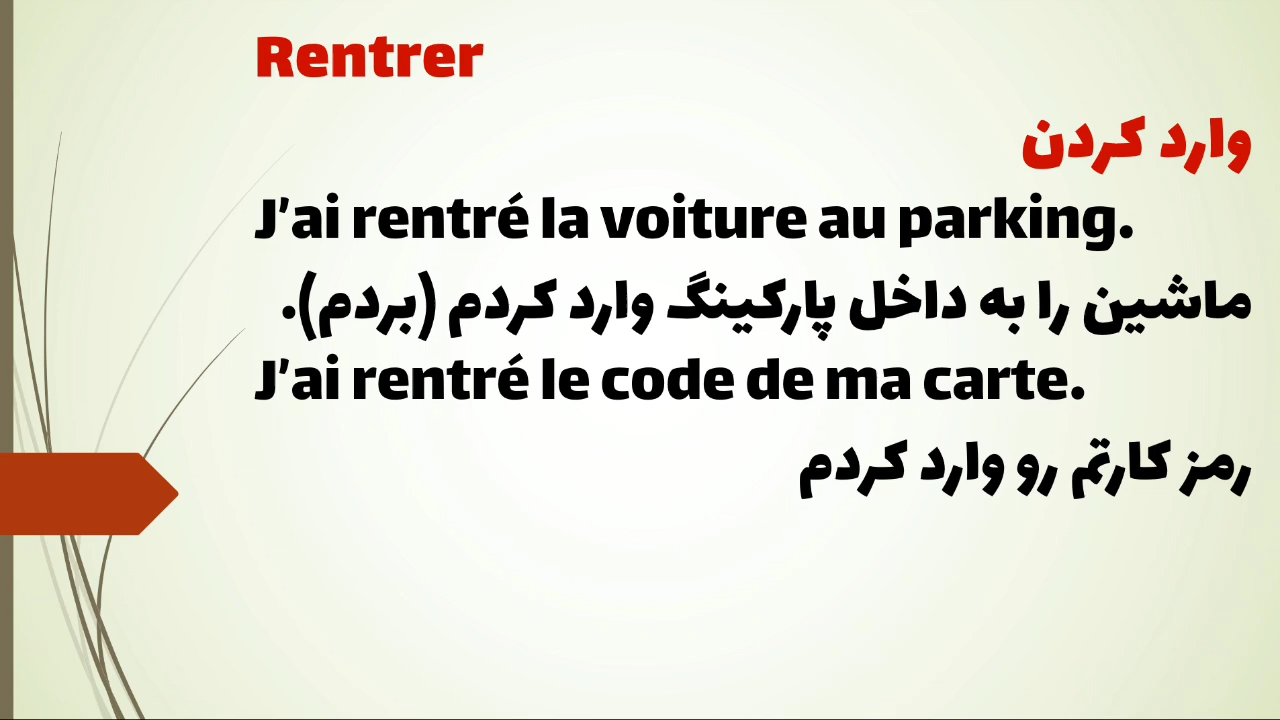 Rentrer
وارد کردن
J'ai rentré la voiture au parking.
ماشین را به داخل پارکینگ وارد کردم (بردم).
J'ai rentré le code de ma carte.
رمز کارتم رو وارد کردم